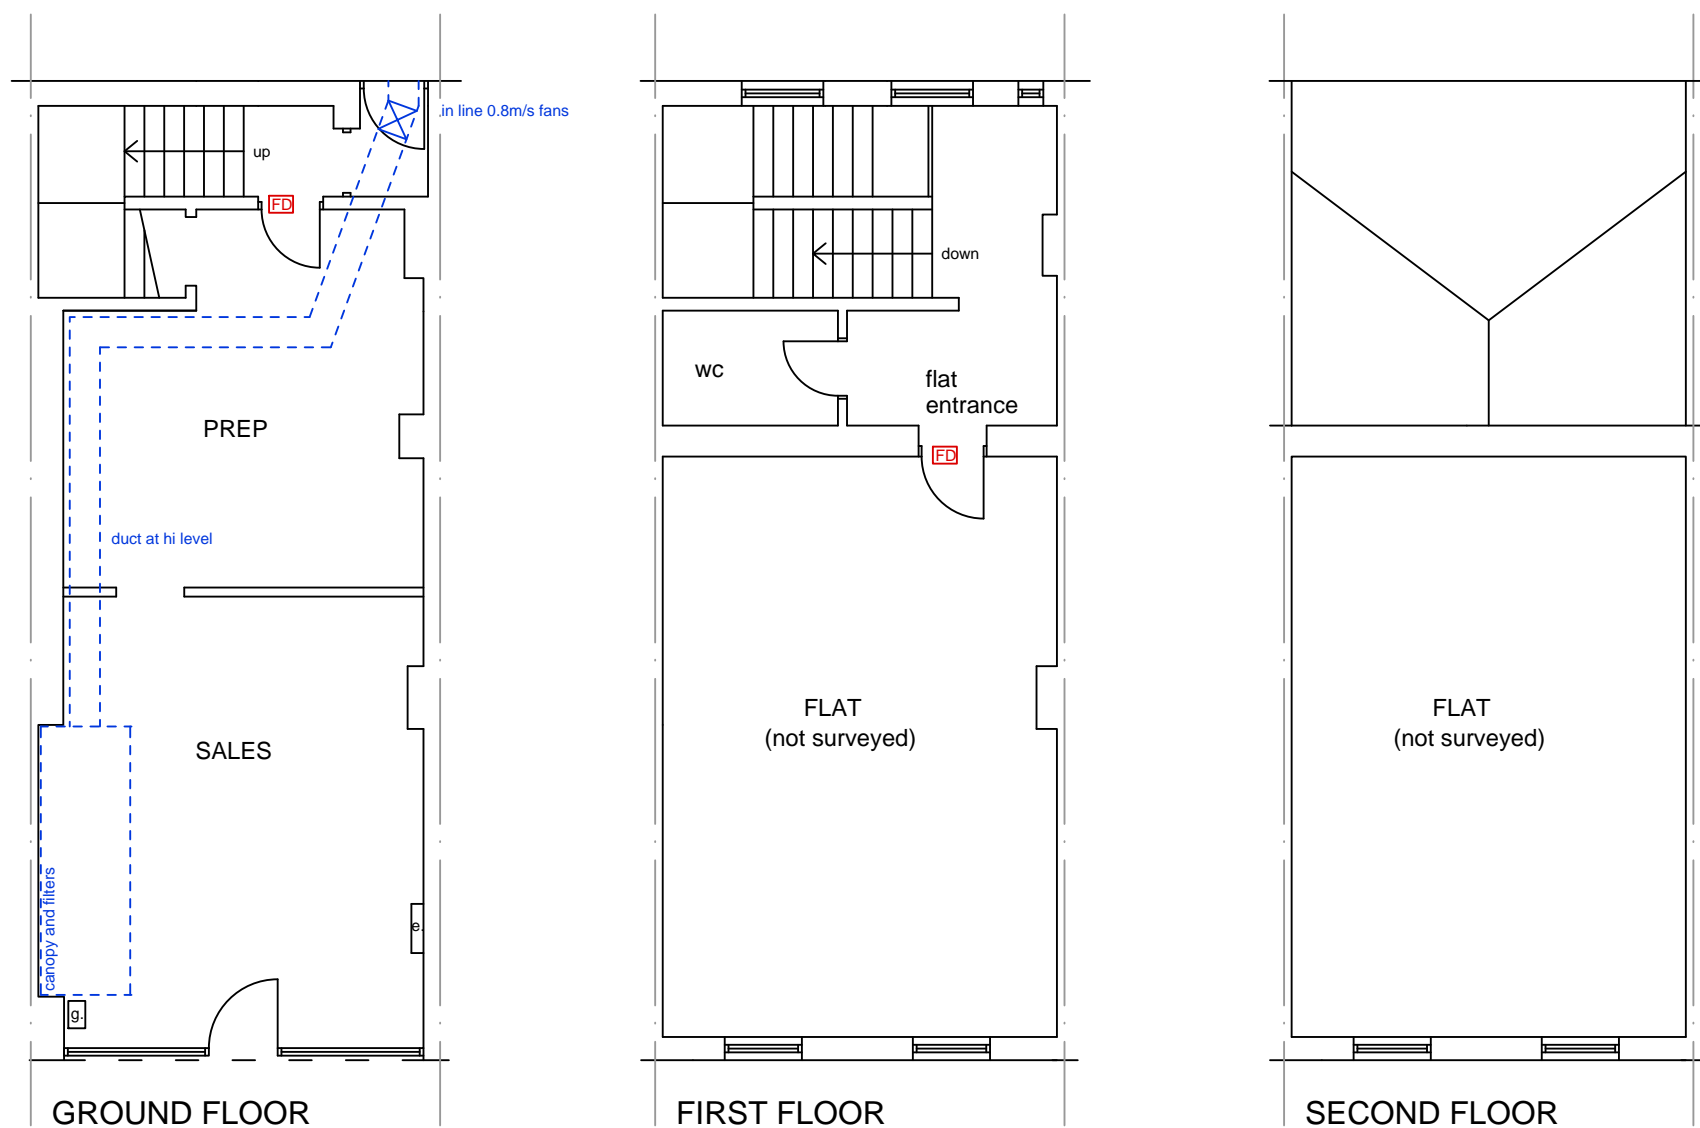 in line 0.8m/s fans
up
FD
PREP
duct at hi level
SALES
canopy and filters
e.
g.
GROUND FLOOR
down
wc
flat
entrance
FD
FLAT
(not surveyed)
FIRST FLOOR
FLAT
(not surveyed)
SECOND FLOOR